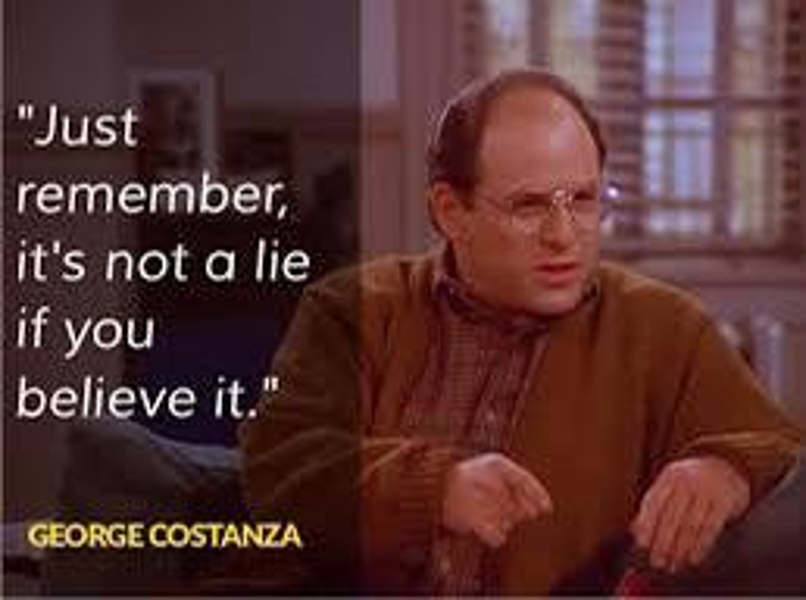 "Just
remember,
it's not a lie
if you
believe it."
GEORGE COSTANZA